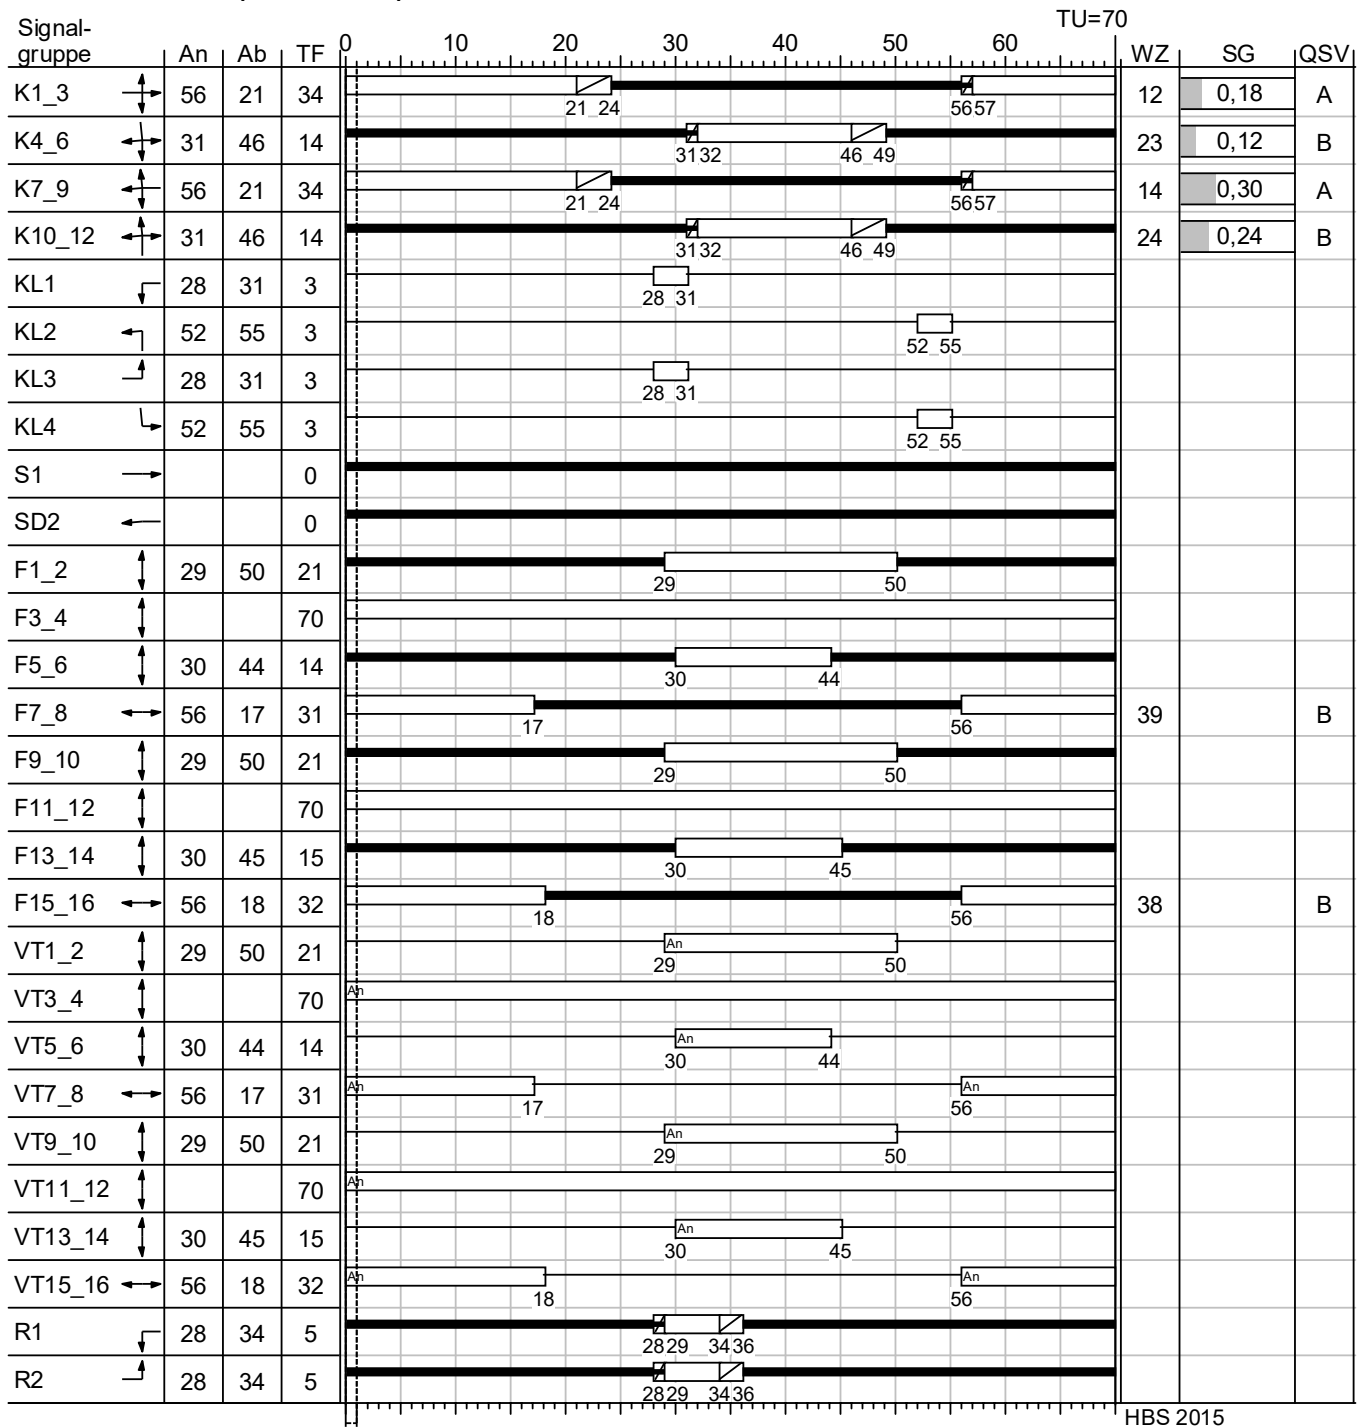 TU=70
Signal-
gruppe An Ab TF 0 10 20 30 40 50 60 WZ SG QSV
K1_3 56 21 34 21 24 56 57 12 0,18 A
K4_6 31 46 14 31 32 46 49 23 0,12 B
K7_9 56 21 34 21 24 56 57 14 0,30 A
K10_12 31 46 14 31 32 46 49 24 0,24 B
KL1 28 31 3 28 31
KL2 52 55 3 52 55
KL3 28 31 3 28 31
KL4 52 55 3 52 55
S1 0
SD2 0
F1_2 29 50 21 29 50
F3_4 70
F5_6 30 44 14 30 44
F7_8 56 17 31 17 56 39 B
F9_10 29 50 21 29 50
F11_12 70
F13_14 30 45 15 30 45
F15_16 56 18 32 18 56 38 B
VT1_2 29 50 21 An 29 50
VT3_4 70 An
VT5_6 30 44 14 An 30 44
VT7_8 56 17 31 An An 17 56
VT9_10 29 50 21 An 29 50
VT11_12 70 An
VT13_14 30 45 15 An 30 45
VT15_16 56 18 32 An An 18 56
R1 28 34 5 28 29 34 36
R2 28 34 5 28 29 34 36
HBS 2015